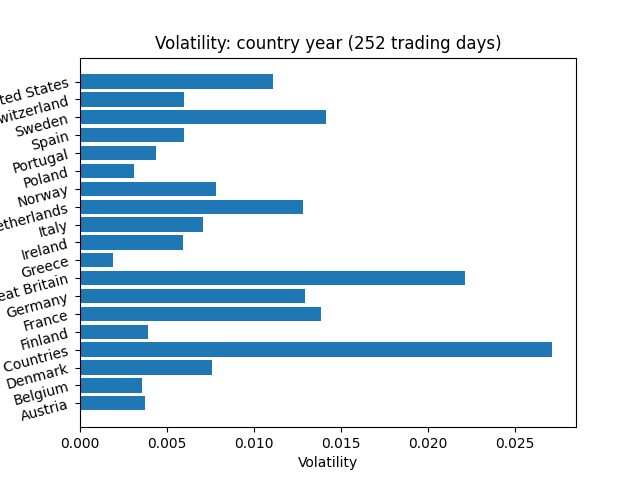 Volatility: country year (252 trading days)
ted States
witzerland
Sweden
Spain
Portugal
Poland
Norway
etherlands
Italy
Ireland
Greece
eat Britain
Germany
France
Finland
Countries
Denmark
Belgium
Austria
0.000 0.005 0.010 0.015 0.020 0.025
Volatility